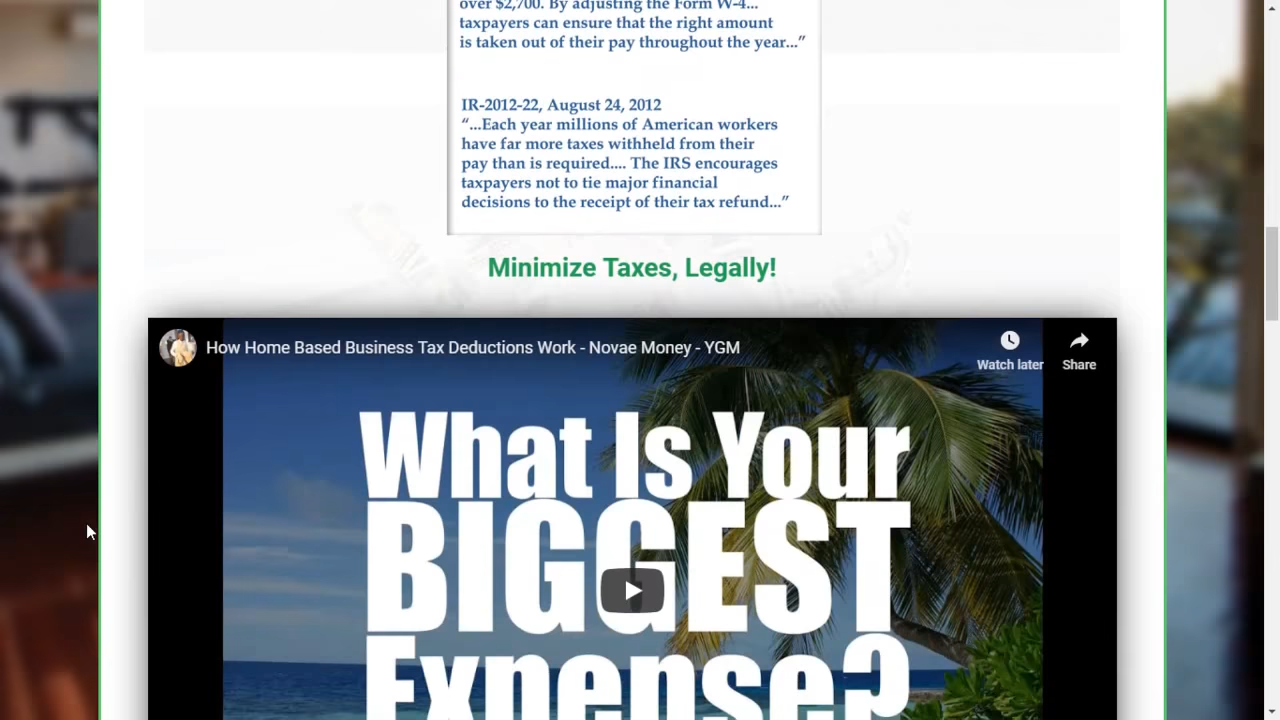 over $2,700. By adjusting the Form W-4...
taxpayers can ensure that the right amount
is taken out of their pay throughout the year...”
IR-2012-22, August 24, 2012
“...Each year millions of American workers
have far more taxes withheld from their
pay than is required.... The IRS encourages
taxpayers not to tie major financial
decisions to the receipt of their tax refund...”
Minimize Taxes, Legally!
How Home Based Business Tax Deductions Work - Novae Money - YGM
Watch later
Share
What Is Your
BIGGEST
Expense?